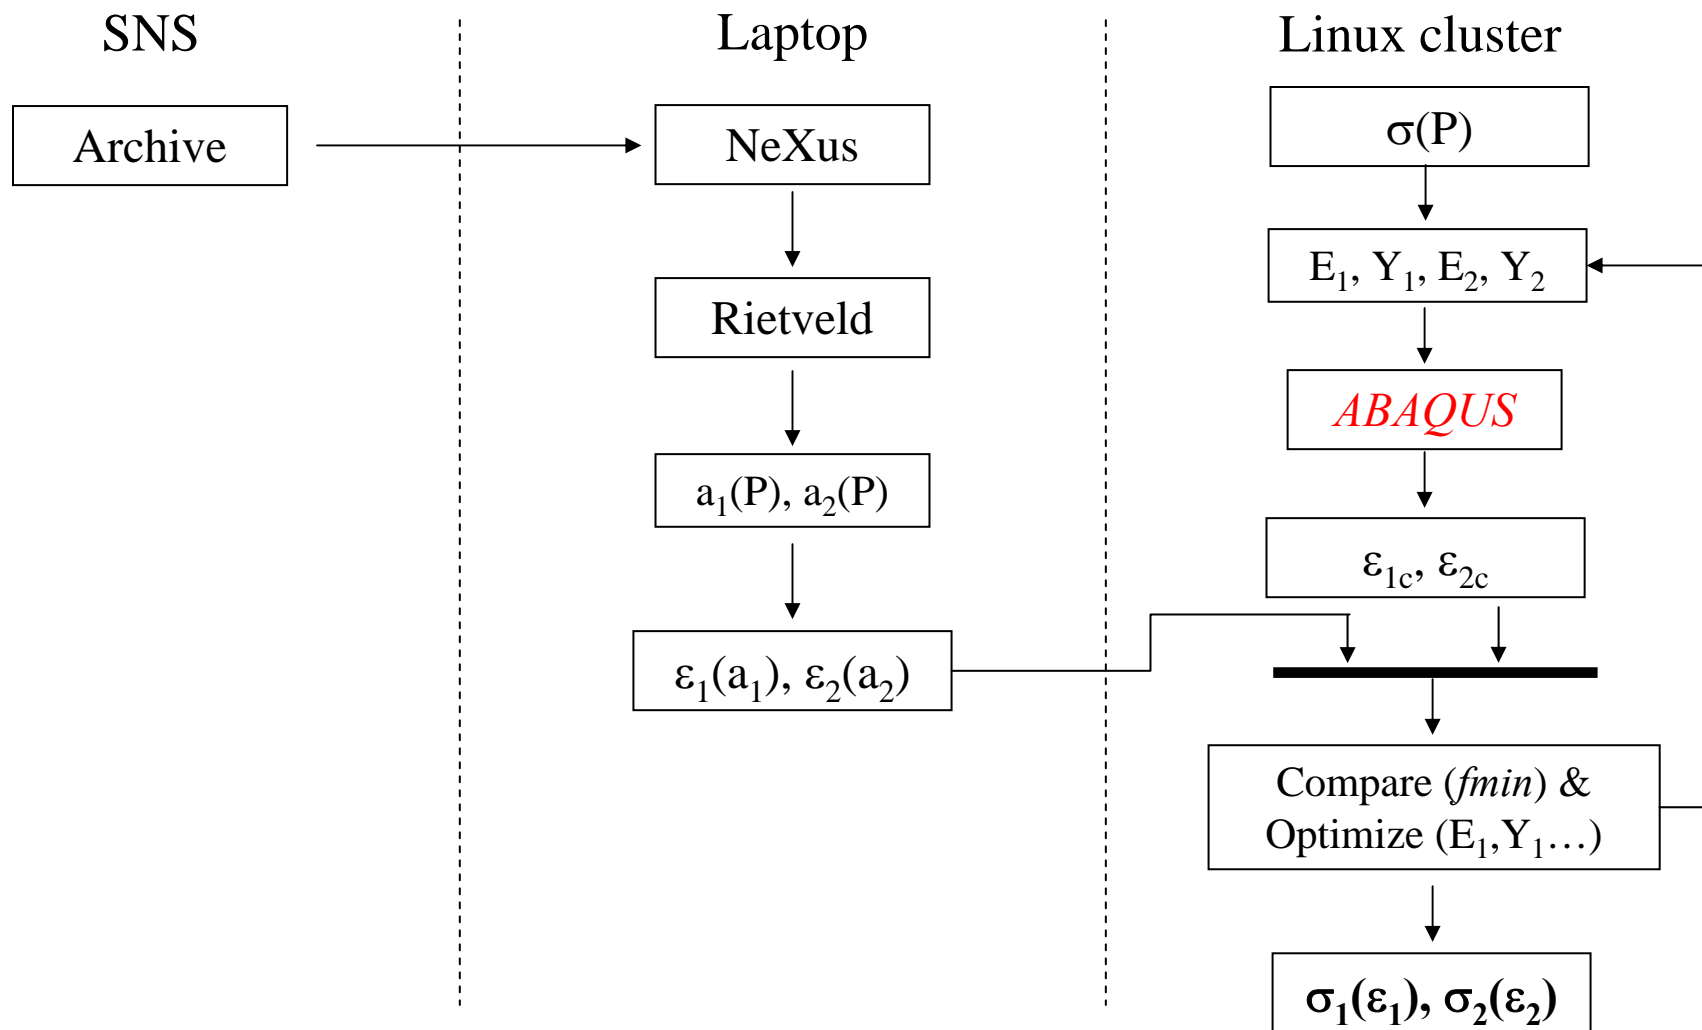 SNS
Laptop
Linux cluster
Archive
NeXus
Rietveld
a₁(P), a₂(P)
ε₁(a₁), ε₂(a₂)
σ(P)
E₁, Y₁, E₂, Y₂
ABAQUS
ε₁c, ε₂c
Compare (fmin) &
Optimize (E₁,Y₁…)
σ₁(ε₁), σ₂(ε₂)